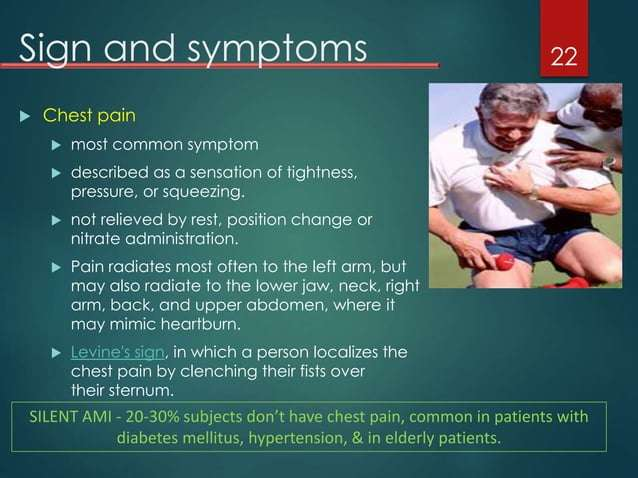 Sign and symptoms
22
Chest pain
most common symptom
described as a sensation of tightness,
pressure, or squeezing.
not relieved by rest, position change or
nitrate administration.
Pain radiates most often to the left arm, but
may also radiate to the lower jaw, neck, right
arm, back, and upper abdomen, where it
may mimic heartburn.
Levine's sign, in which a person localizes the
chest pain by clenching their fists over
their sternum.
SILENT AMI - 20-30% subjects don’t have chest pain, common in patients with
diabetes mellitus, hypertension, & in elderly patients.